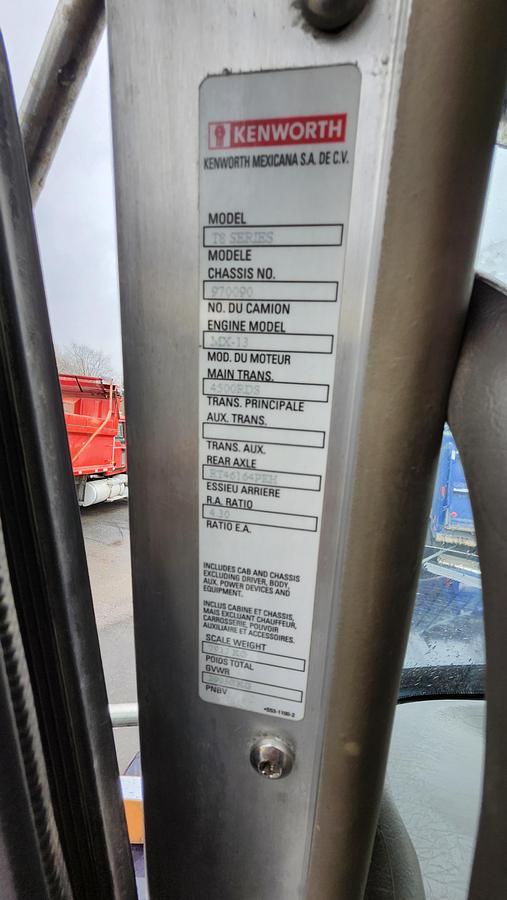 KENWORTH
KENWORTH MEXICANA S.A. DE C.V.
MODEL
T8 SERIES
MODELE
CHASSIS NO.
970090
NO. DU CAMION
ENGINE MODEL
MX-13
MOD. DU MOTEUR
MAIN TRANS.
4500RDS
TRANS. PRINCIPALE
AUX. TRANS.
TRANS. AUX.
REAR AXLE
RT46164PEH
ESSIEU ARRIERE
R.A. RATIO
4.30
RATIO E.A.
INCLUDES CAB AND CHASSIS
EXCLUDING DRIVER, BODY,
AUX. POWER DEVICES AND
EQUIPMENT.
INCLUS CABINE ET CHASSIS,
MAIS EXCLUANT CHAUFFEUR,
CARROSSERIE, POUVOIR
AUXILIAIRE ET ACCESSOIRES.
SCALE WEIGHT
KG
POIDS TOTAL
GVWR
KG
PNBV